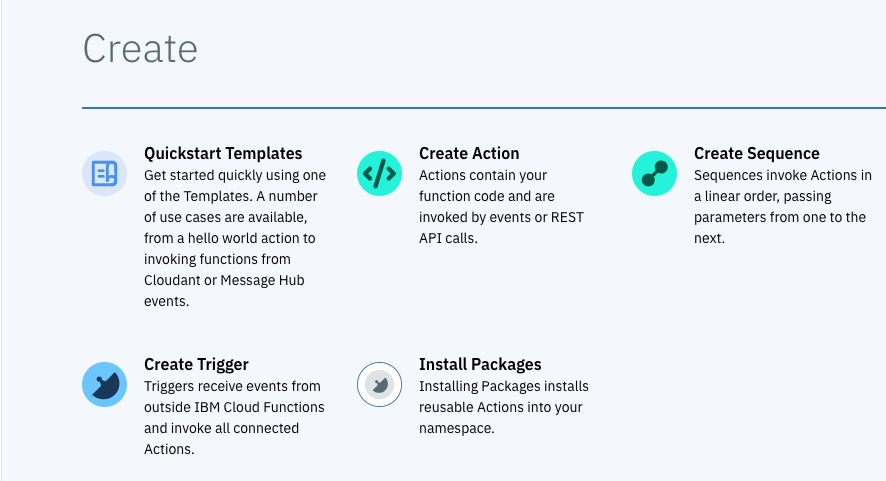 Create
Quickstart Templates
Get started quickly using one
of the Templates. A number
of use cases are available,
from a hello world action to
invoking functions from
Cloudant or Message Hub
events.
Create Action
Actions contain your
function code and are
invoked by events or REST
API calls.
Create Sequence
Sequences invoke Actions in
a linear order, passing
parameters from one to the
next.
Create Trigger
Triggers receive events from
outside IBM Cloud Functions
and invoke all connected
Actions.
Install Packages
Installing Packages installs
reusable Actions into your
namespace.